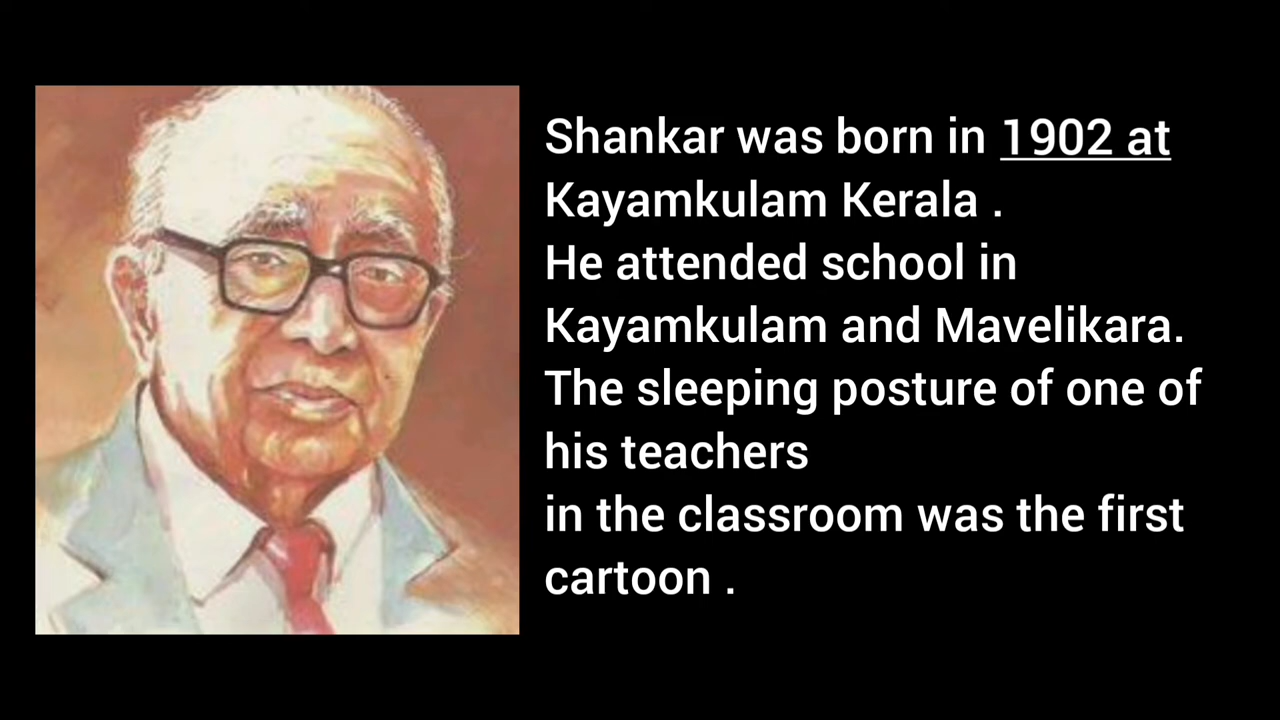 Shankar was born in 1902 at
Kayamkulam Kerala .
He attended school in
Kayamkulam and Mavelikara.
The sleeping posture of one of
his teachers
in the classroom was the first
cartoon .